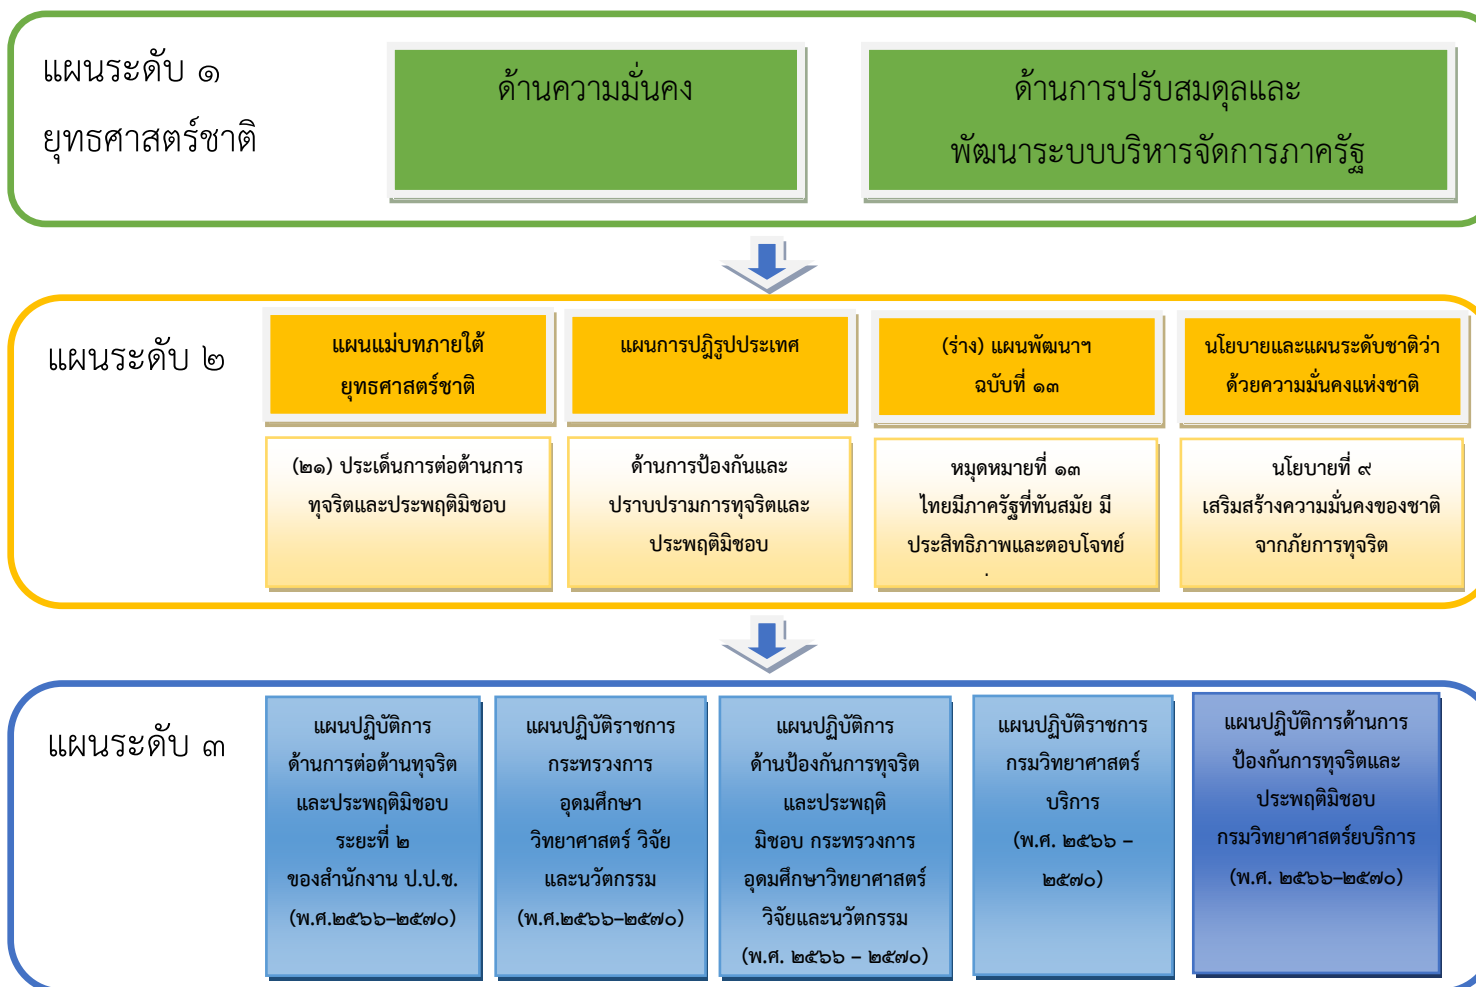 แผนระดับ ๑
ยุทธศาสตร์ชาติ
ด้านความมั่นคง
ด้านการปรับสมดุลและ
พัฒนาระบบบริหารจัดการภาครัฐ
แผนระดับ ๒
แผนแม่บทภายใต้
ยุทธศาสตร์ชาติ
แผนการปฎิรูปประเทศ
(ร่าง) แผนพัฒนาฯ
ฉบับที่ ๑๓
นโยบายและแผนระดับชาติว่า
ด้วยความมั่นคงแห่งชาติ
(๒๑) ประเด็นการต่อต้านการ
ทุจริตและประพฤติมิชอบ
ด้านการป้องกันและ
ปราบปรามการทุจริตและ
ประพฤติมิชอบ
หมุดหมายที่ ๑๓
ไทยมีภาครัฐที่ทันสมัย มี
ประสิทธิภาพและตอบโจทย์
นโยบายที่ ๙
เสริมสร้างความมั่นคงของชาติ
จากภัยการทุจริต
แผนระดับ ๓
แผนปฏิบัติการ
ด้านการต่อต้านทุจริต
และประพฤติมิชอบ
ระยะที่ ๒
ของสำนักงาน ป.ป.ช.
(พ.ศ.๒๕๖๖–๒๕๗๐)
แผนปฏิบัติราชการ
กระทรวงการ
อุดมศึกษา
วิทยาศาสตร์ วิจัย
และนวัตกรรม
(พ.ศ.๒๕๖๖–๒๕๗๐)
แผนปฏิบัติการ
ด้านป้องกันการทุจริต
และประพฤติ
มิชอบ กระทรวงการ
อุดมศึกษาวิทยาศาสตร์
วิจัยและนวัตกรรม
(พ.ศ. ๒๕๖๖ – ๒๕๗๐)
แผนปฏิบัติราชการ
กรมวิทยาศาสตร์
บริการ
(พ.ศ. ๒๕๖๖ –
๒๕๗๐)
แผนปฏิบัติการด้านการ
ป้องกันการทุจริตและ
ประพฤติมิชอบ
กรมวิทยาศาสตร์ยบริการ
(พ.ศ. ๒๕๖๖–๒๕๗๐)